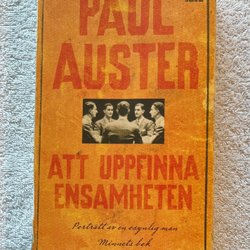 PAUL
AUSTER
ATT UPPFINNA
ENSAMHETEN
Porträtt av en osynlig man
Minnets bok